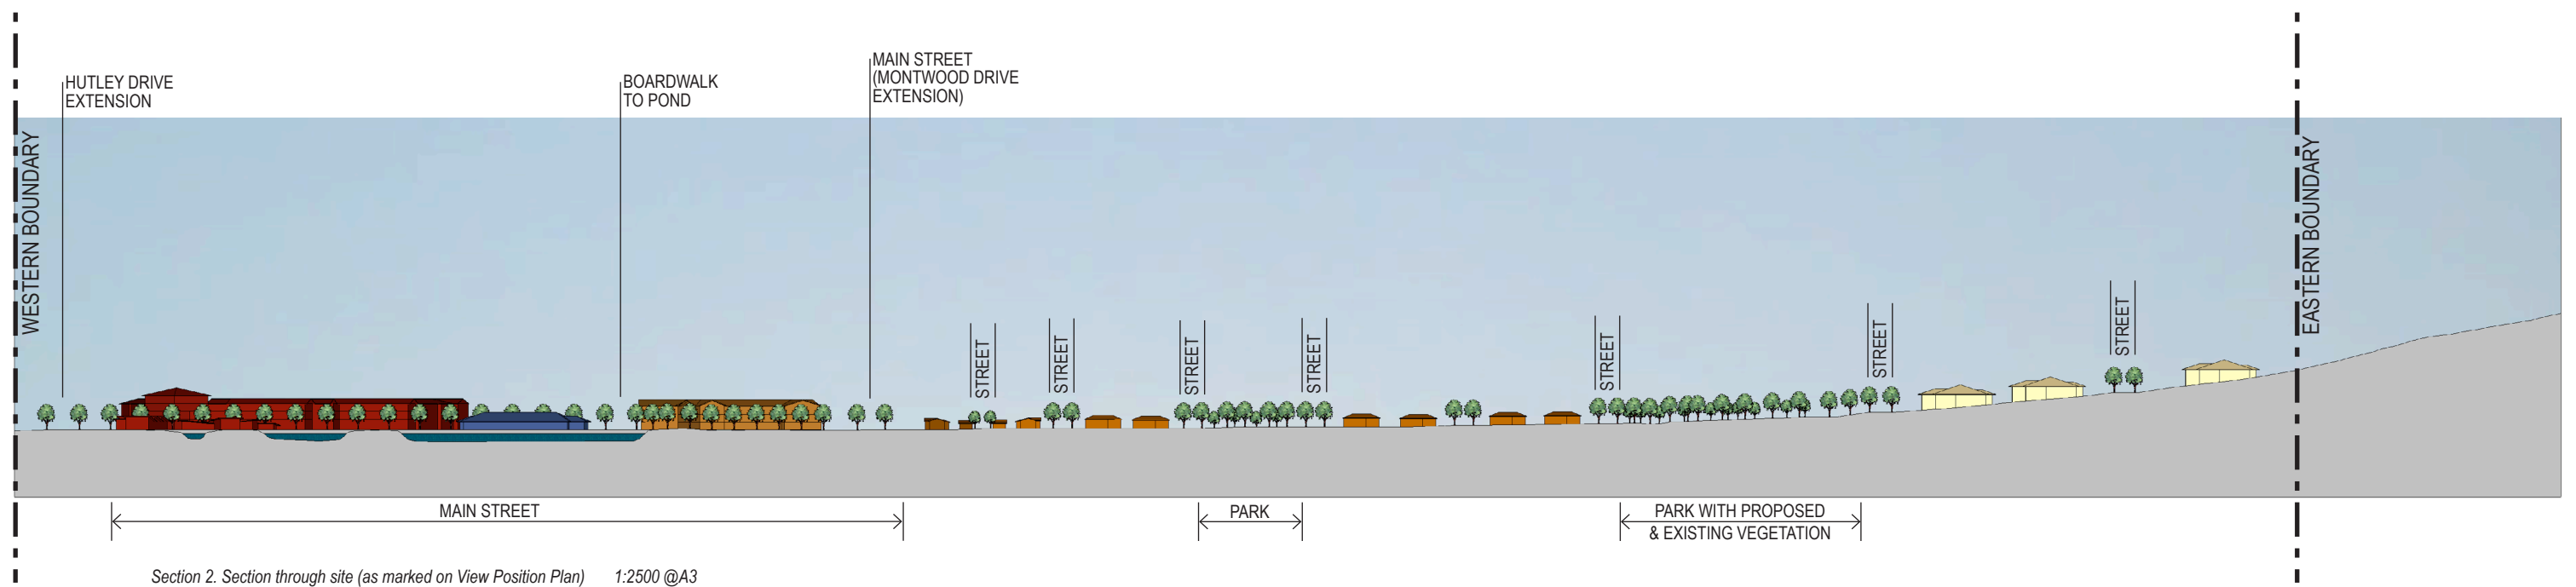 HUTLEY DRIVE
EXTENSION
BOARDWALK
TO POND
MAIN STREET
(MONTWOOD DRIVE
EXTENSION)
WESTERN BOUNDARY
STREET
STREET
STREET
STREET
STREET
STREET
STREET
EASTERN BOUNDARY
MAIN STREET
PARK
PARK WITH PROPOSED
& EXISTING VEGETATION
Section 2. Section through site (as marked on View Position Plan) 1:2500 @A3